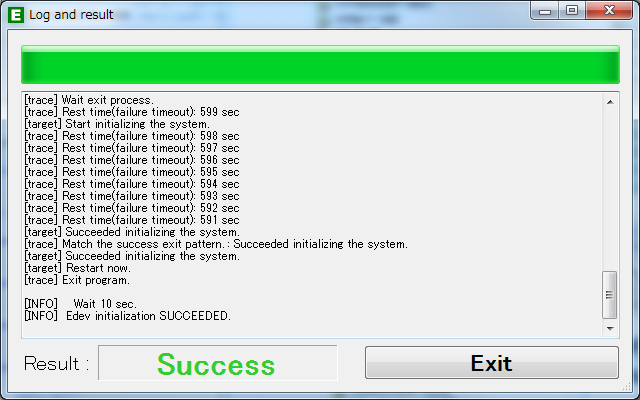 E Log and result
[trace] Wait exit process.
[trace] Rest time(failure timeout): 599 sec
[target] Start initializing the system.
[trace] Rest time(failure timeout): 598 sec
[trace] Rest time(failure timeout): 597 sec
[trace] Rest time(failure timeout): 596 sec
[trace] Rest time(failure timeout): 595 sec
[trace] Rest time(failure timeout): 594 sec
[trace] Rest time(failure timeout): 593 sec
[trace] Rest time(failure timeout): 592 sec
[trace] Rest time(failure timeout): 591 sec
[target] Succeeded initializing the system.
[trace] Match the success exit pattern. : Succeeded initializing the system.
[target] Succeeded initializing the system.
[target] Restart now.
[trace] Exit program.
[INFO] Wait 10 sec.
[INFO] Edev initialization SUCCEEDED.
Result : Success Exit